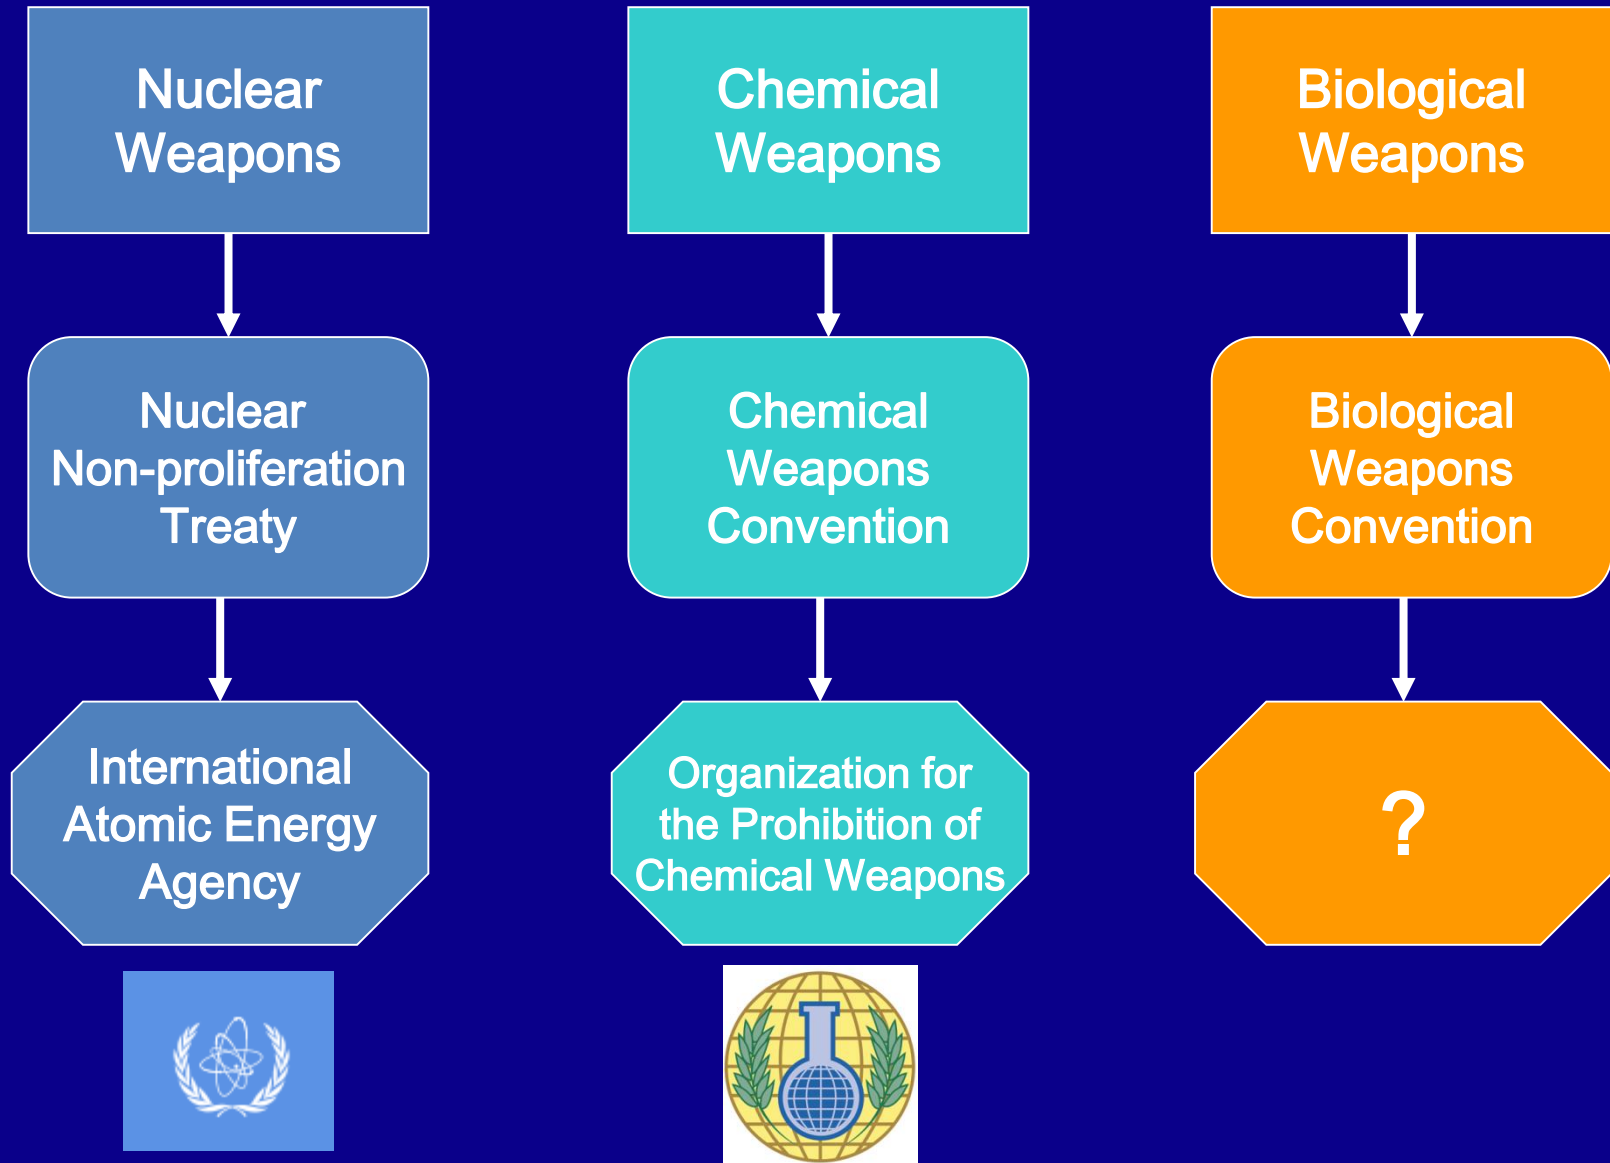 Nuclear
Weapons
Chemical
Weapons
Biological
Weapons
Nuclear
Non-proliferation
Treaty
Chemical
Weapons
Convention
Biological
Weapons
Convention
International
Atomic Energy
Agency
Organization for
the Prohibition of
Chemical Weapons
?